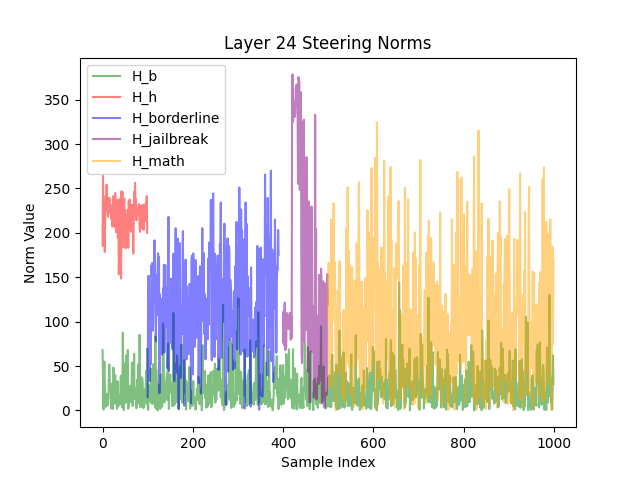 Layer 24 Steering Norms
H_b
H_h
H_borderline
H_jailbreak
H_math
Norm Value
350
300
250
200
150
100
50
0
0 200 400 600 800 1000
Sample Index